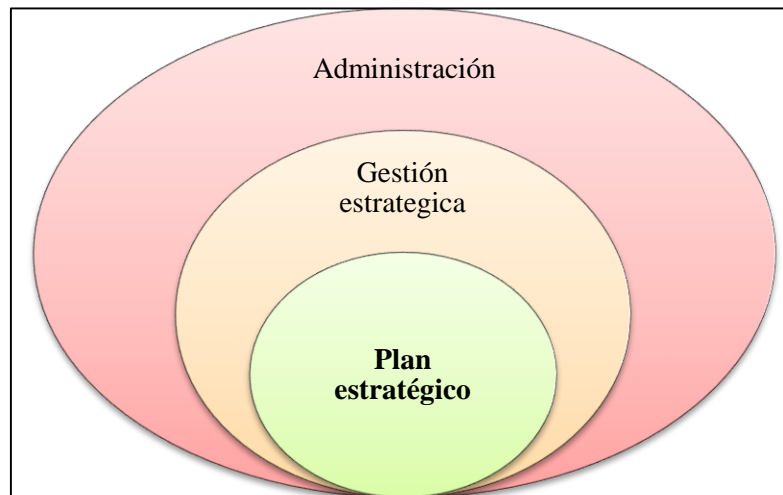 Administración
Gestión
estrategica
Plan
estratégico